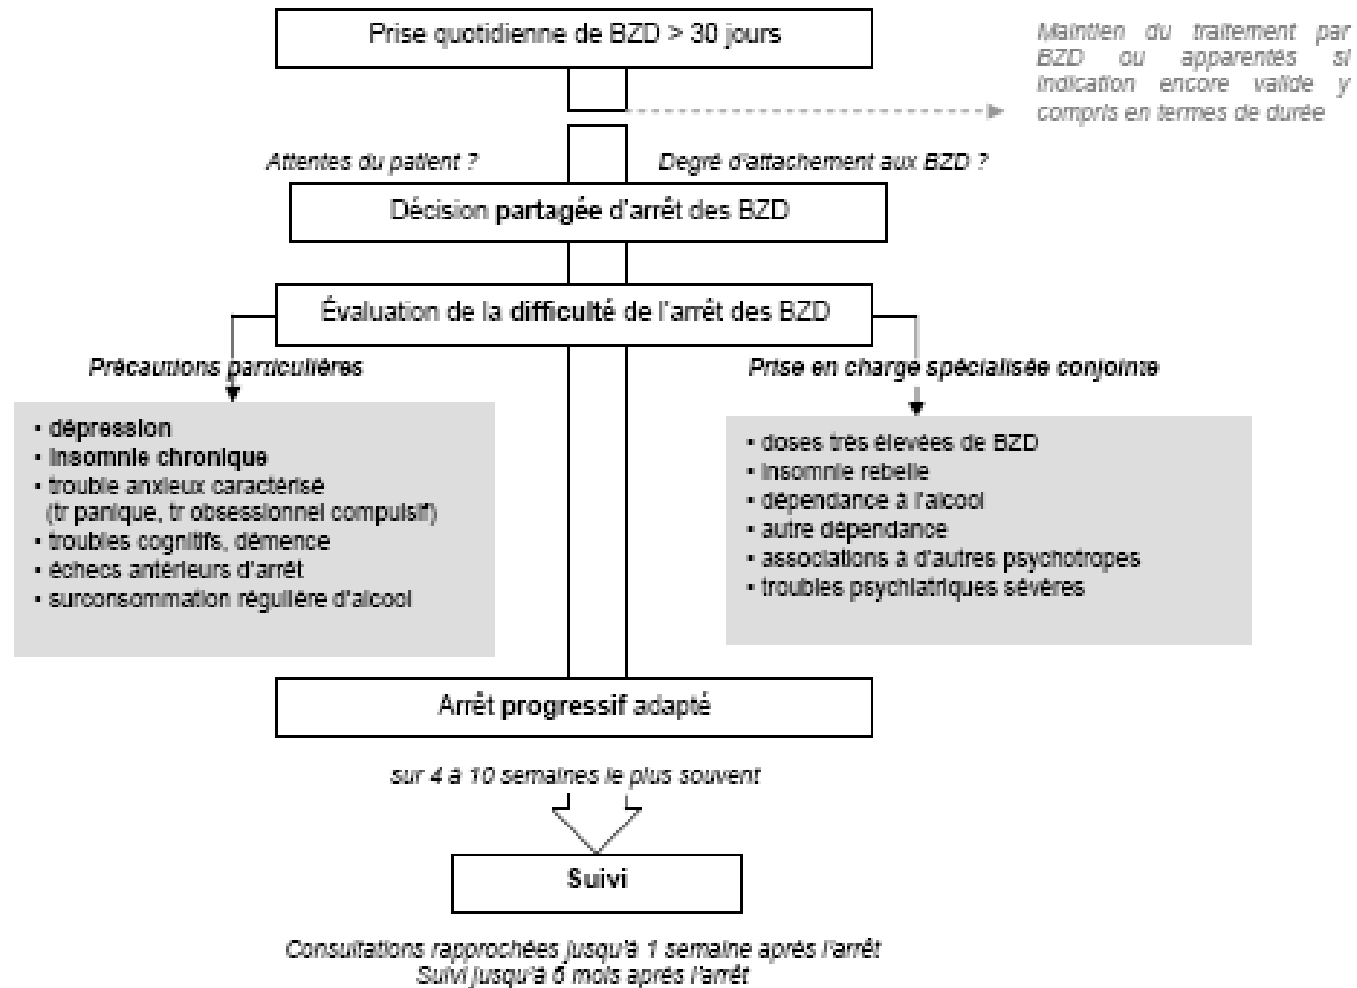 Prise quotidienne de BZD > 30 jours
Maintien du traitement par
BZD ou apparentés si
indication encore valide y
compris en termes de durée
Attentes du patient ?
Degré d'attachement aux BZD ?
Décision partagée d'arrêt des BZD
Évaluation de la difficulté de l'arrêt des BZD
Précautions particulières
• dépression
• insomnie chronique
• trouble anxieux caractérisé
(tr panique, tr obsessionnel compulsif)
• troubles cognitifs, démence
• échecs antérieurs d'arrêt
• surconsommation régulière d'alcool
Prise en charge spécialisée conjointe
• doses très élevées de BZD
• insomnie rebelle
• dépendance à l'alcool
• autre dépendance
• associations à d'autres psychotropes
• troubles psychiatriques sévères
Arrêt progressif adapté
sur 4 à 10 semaines le plus souvent
Suivi
Consultations rapprochées jusqu'à 1 semaine après l'arrêt
Suivi jusqu'à 6 mois après l'arrêt